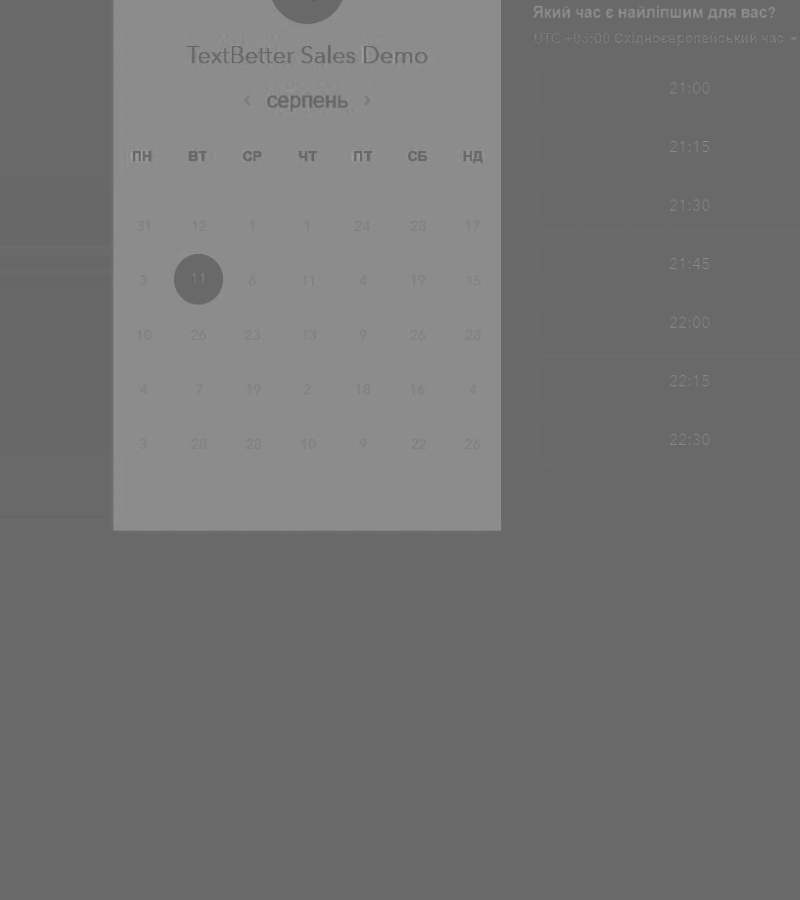 TextBetter Sales Demo
< серпень >
ПН ВТ СР ЧТ ПТ СБ НД
31 12 1 1 24 28 17
3 11 6 11 4 19 15
10 26 23 13 9 26 28
4 7 19 2 18 16 4
3 28 28 10 9 22 26
Який час є найліпшим для вас?
UTC +03:00 Східноєвропейський час
21:00
21:15
21:30
21:45
22:00
22:15
22:30